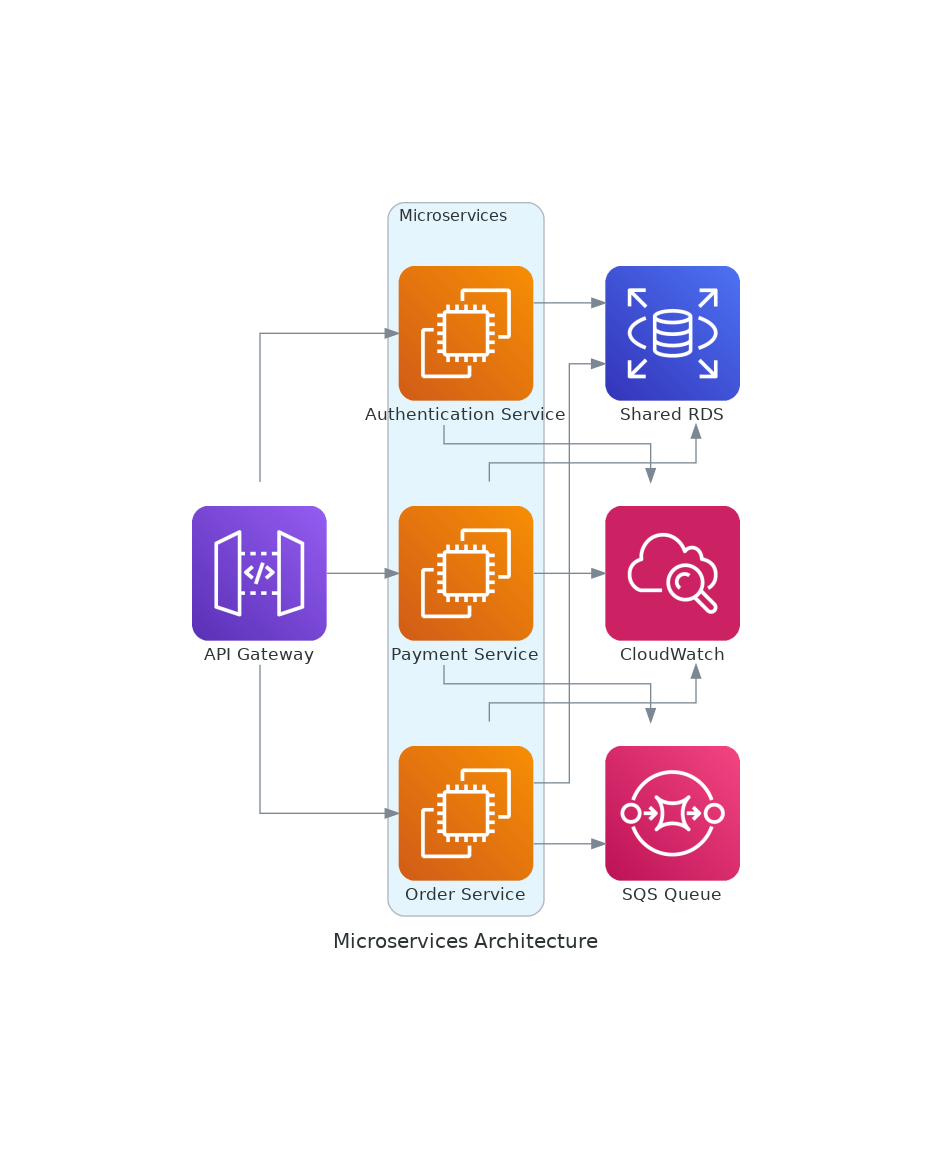 Microservices
Authentication Service
Shared RDS
API Gateway
Payment Service
CloudWatch
Order Service
SQS Queue
Microservices Architecture